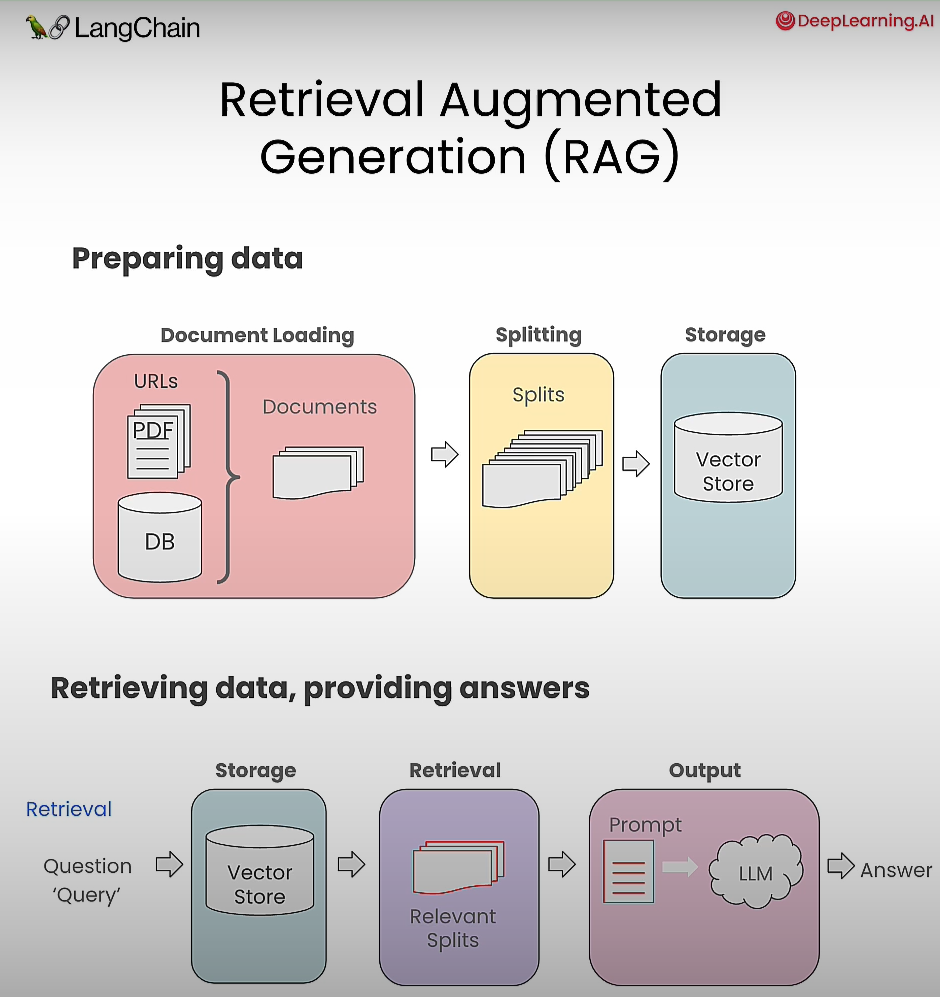 LangChain
DeepLearning.AI
Retrieval Augmented
Generation (RAG)
Preparing data
Document Loading
Splitting
Storage
URLs
PDF
DB
Documents
Splits
Vector
Store
Retrieving data, providing answers
Storage
Retrieval
Output
Retrieval
Question
‘Query’
Vector
Store
Relevant
Splits
Prompt
LLM
Answer